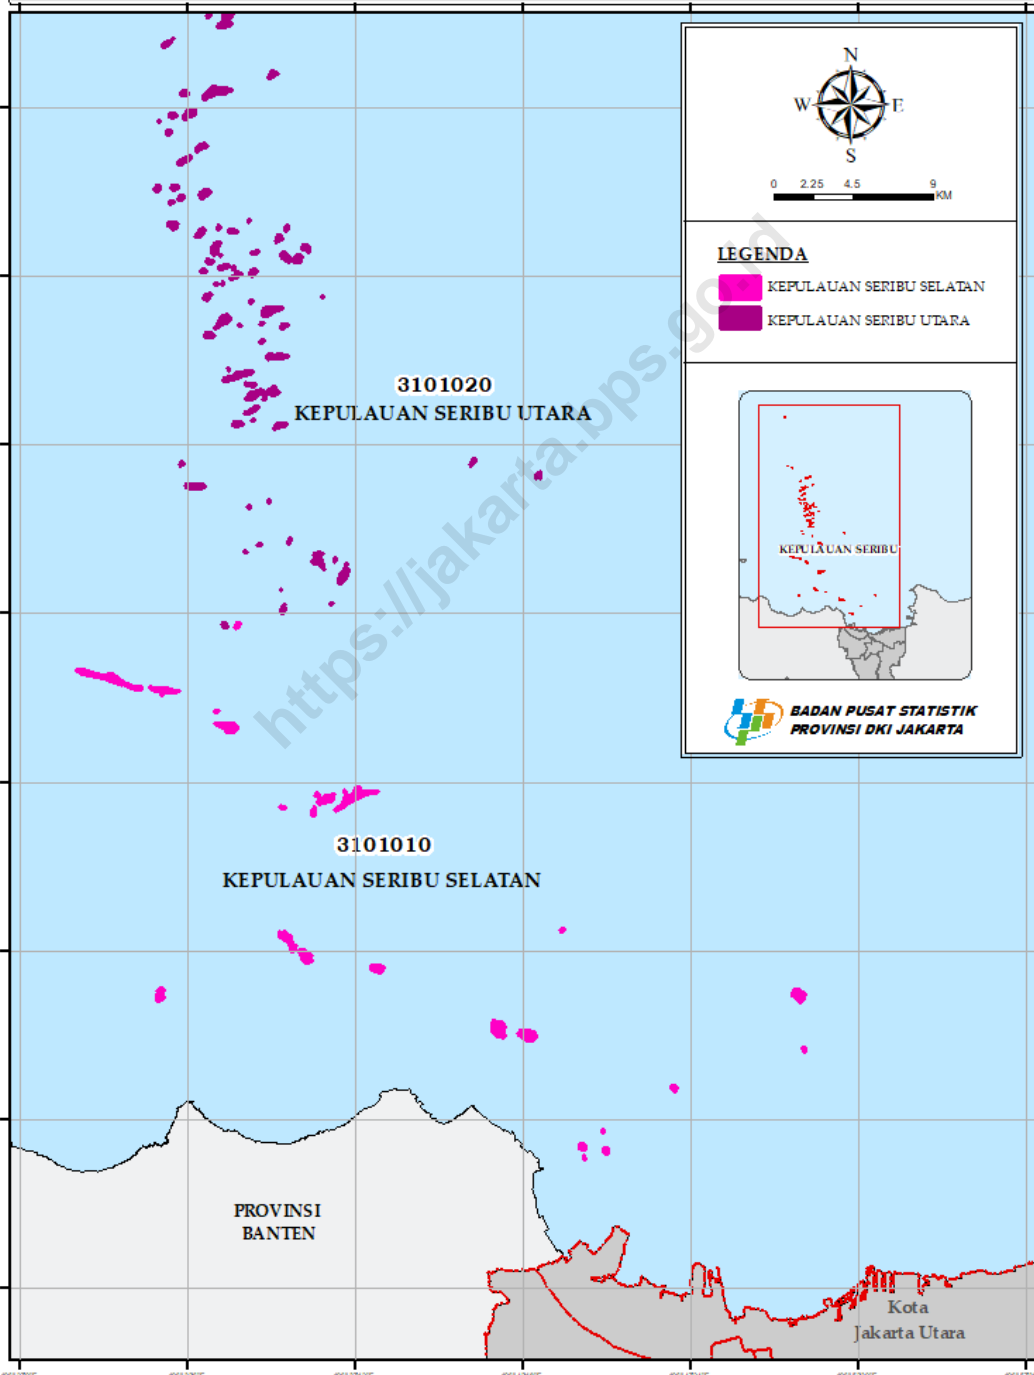 N
W E
S
0 2.25 4.5 9
KM
LEGENDA
KEPULAUAN SERIBU SELATAN
KEPULAUAN SERIBU UTARA
3101020
KEPULAUAN SERIBU UTARA
KEPULAUAN SERIBU
BADAN PUSAT STATISTIK
PROVINSI DKI JAKARTA
https://jakarta.bps.go.id
3101010
KEPULAUAN SERIBU SELATAN
PROVINSI
BANTEN
Kota
Jakarta Utara